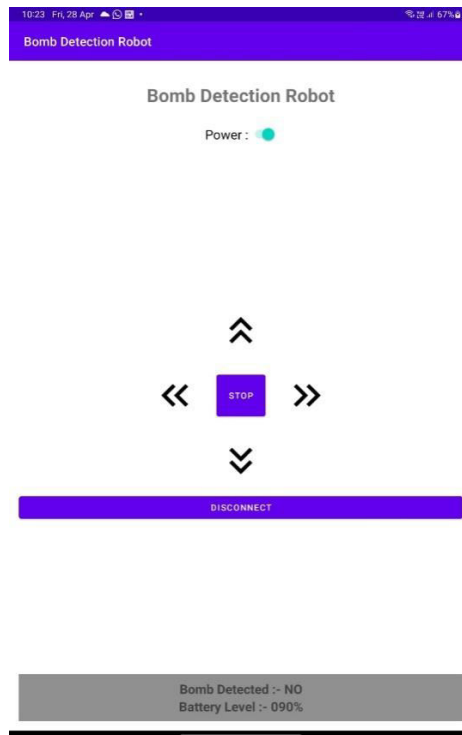 10:23 Fri, 28 Apr 67%
Bomb Detection Robot
Bomb Detection Robot
Power :
STOP
DISCONNECT
Bomb Detected :- NO
Battery Level :- 090%